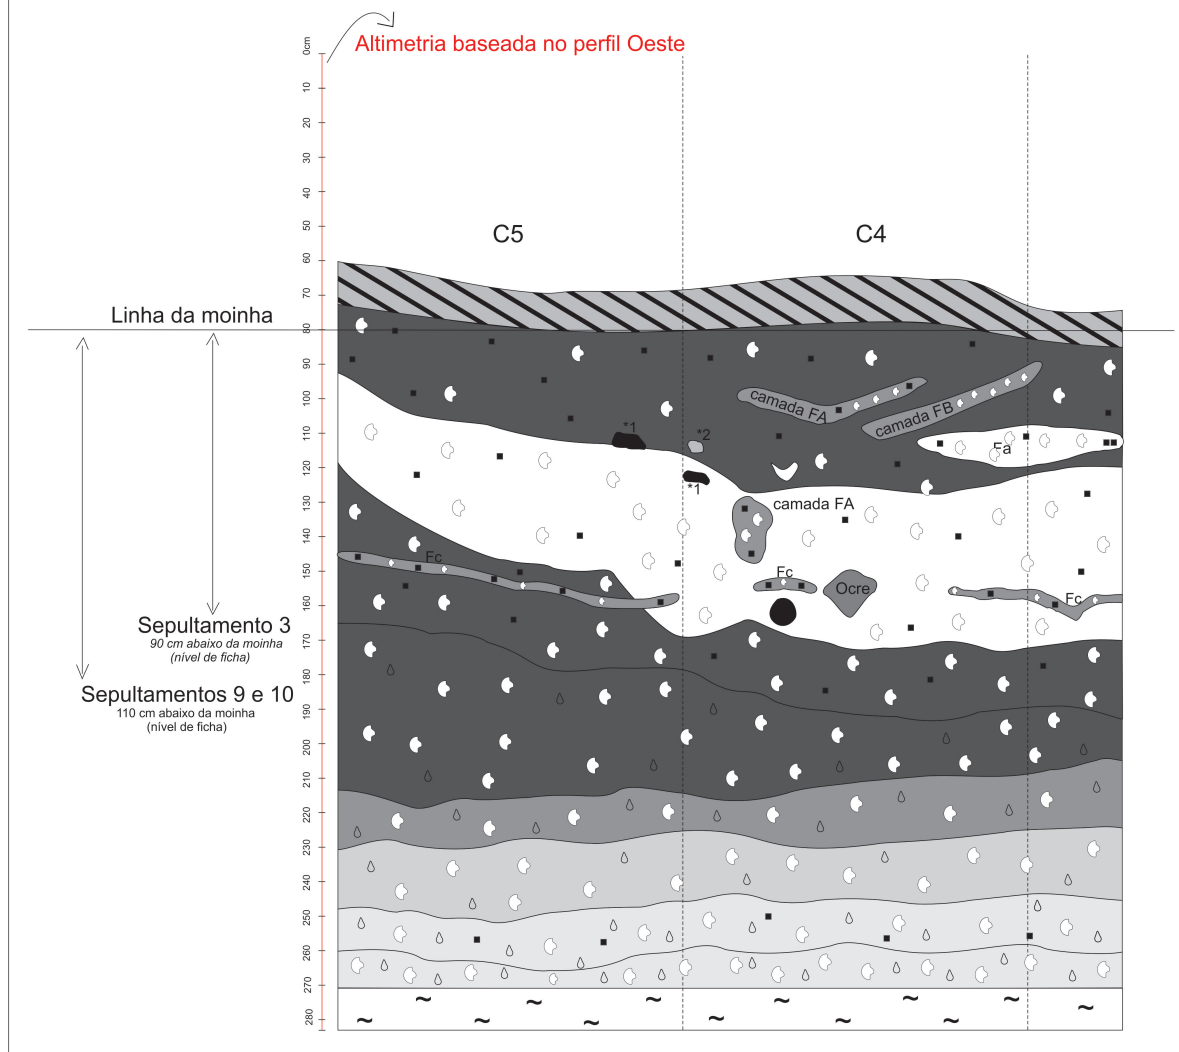 Altimetria baseada no perfil Oeste
0cm
10
20
30
40
50
60
70
80
90
100
110
120
130
140
150
160
170
180
190
200
210
220
230
240
250
260
270
280
C5
C4
Linha da moinha
camada FA
camada FB
*1
*2
Fa
*1
camada FA
Fc
Fc
Ocre
Fc
Sepultamento 3
90 cm abaixo da moinha
(nível de ficha)
Sepultamentos 9 e 10
110 cm abaixo da moinha
(nível de ficha)